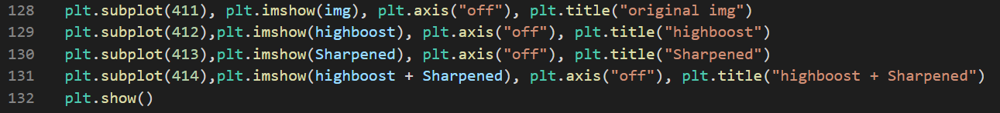 128 plt.subplot(411), plt.imshow(img), plt.axis("off"), plt.title("original img")
129 plt.subplot(412),plt.imshow(highboost), plt.axis("off"), plt.title("highboost")
130 plt.subplot(413),plt.imshow(Sharpened), plt.axis("off"), plt.title("Sharpened")
131 plt.subplot(414),plt.imshow(highboost + Sharpened), plt.axis("off"), plt.title("highboost + Sharpened")
132 plt.show()